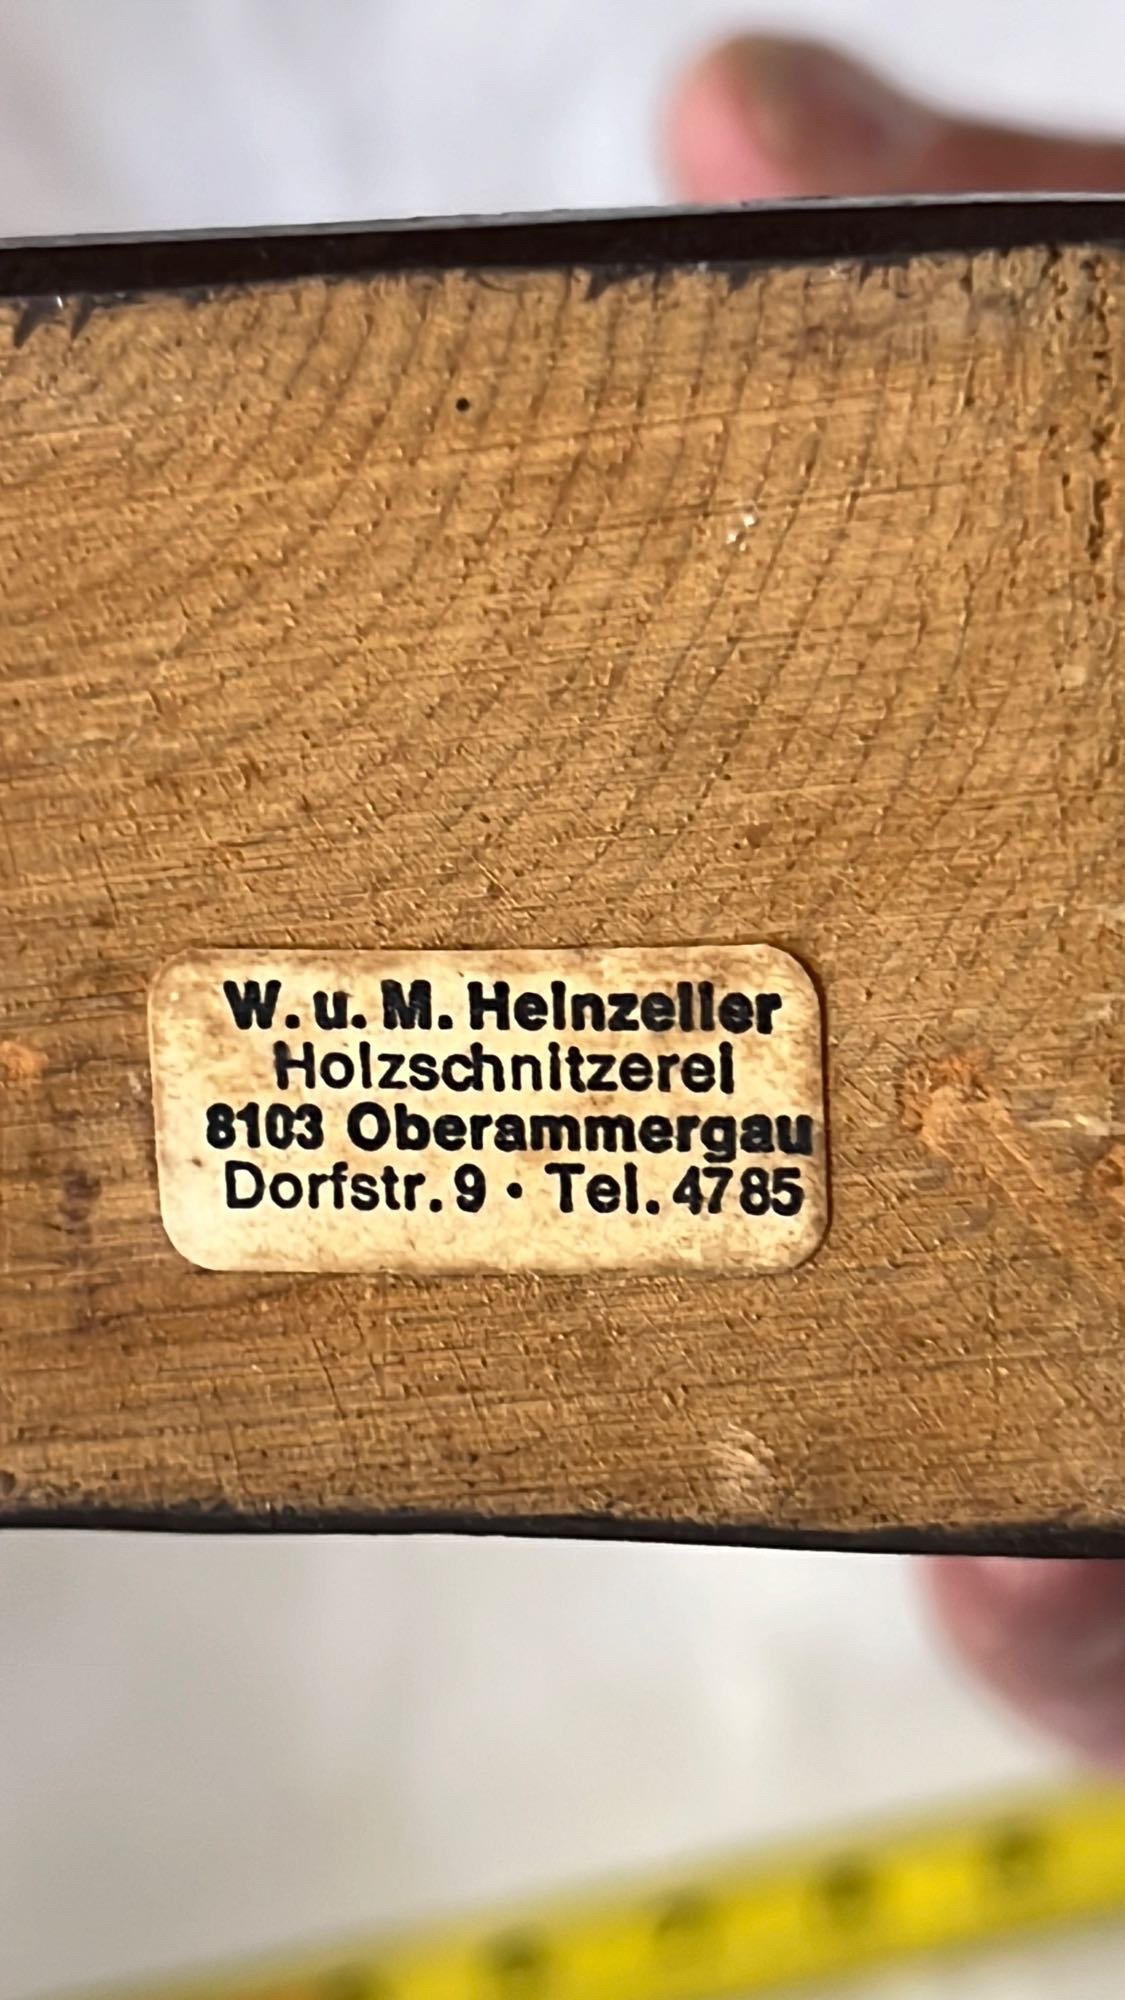 W. u. M. Heinzeller
Holzschnitzerei
8103 Oberammergau
Dorfstr. 9 • Tel. 4785